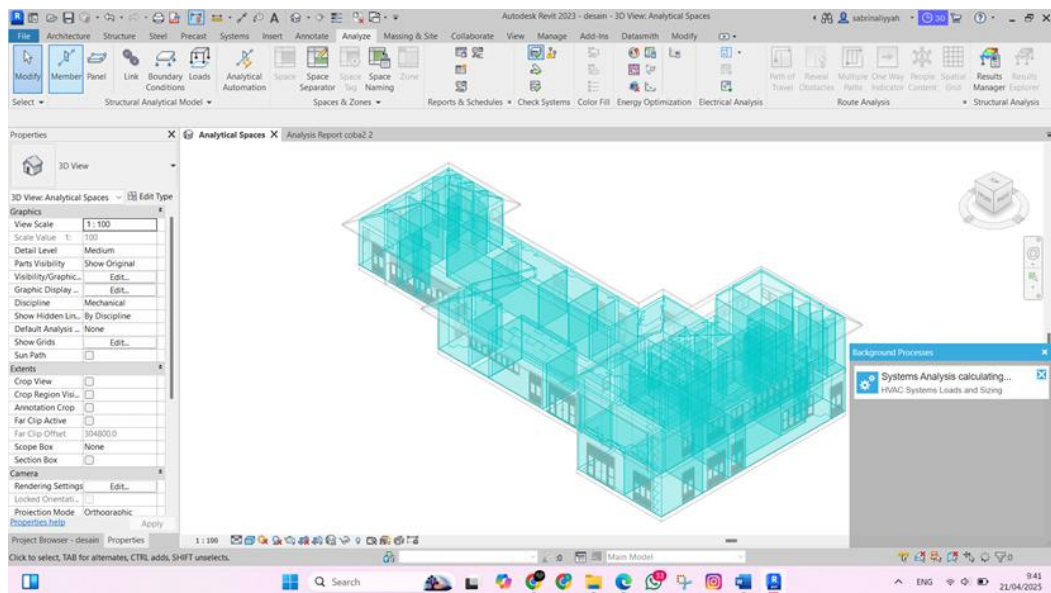 Autodesk Revit 2023 - desain - 3D View: Analytical Spaces
sabrinaliyyah
30
File Architecture Structure Steel Precast Systems Insert Annotate Analyze Massing & Site Collaborate View Manage Add-Ins Datasmith Modify
Modify Member Panel Link Boundary Conditions Loads Analytical Automation Space Space Separator Space Tag Space Naming Zone
Path of Travel Reveal Obstacles Multiple Paths One Way Indicator People Content Spatial Grid Results Manager Results Explorer
Select Structural Analytical Model Spaces & Zones Reports & Schedules Check Systems Color Fill Energy Optimization Electrical Analysis Route Analysis Structural Analysis
Properties
Analytical Spaces Analysis Report coba2 2
3D View
3D View: Analytical Spaces Edit Type
Graphics
View Scale 1 : 100
Scale Value 1: 100
Detail Level Medium
Parts Visibility Show Original
Visibility/Graphic... Edit...
Graphic Display ... Edit...
Discipline Mechanical
Show Hidden Lin... By Discipline
Default Analysis ... None
Show Grids Edit...
Sun Path
Extents
Crop View
Crop Region Visi...
Annotation Crop
Far Clip Active
Far Clip Offset 304800.0
Scope Box None
Section Box
Camera
Rendering Settings Edit...
Locked Orientati...
Projection Mode Orthographic
Properties help Apply
Project Browser - desain Properties
1 : 100
Background Processes
Systems Analysis calculating...
HVAC Systems Loads and Sizing
Click to select, TAB for alternates, CTRL adds, SHIFT unselects.
:0 Main Model
:0
Search
ENG
9:41
21/04/2025